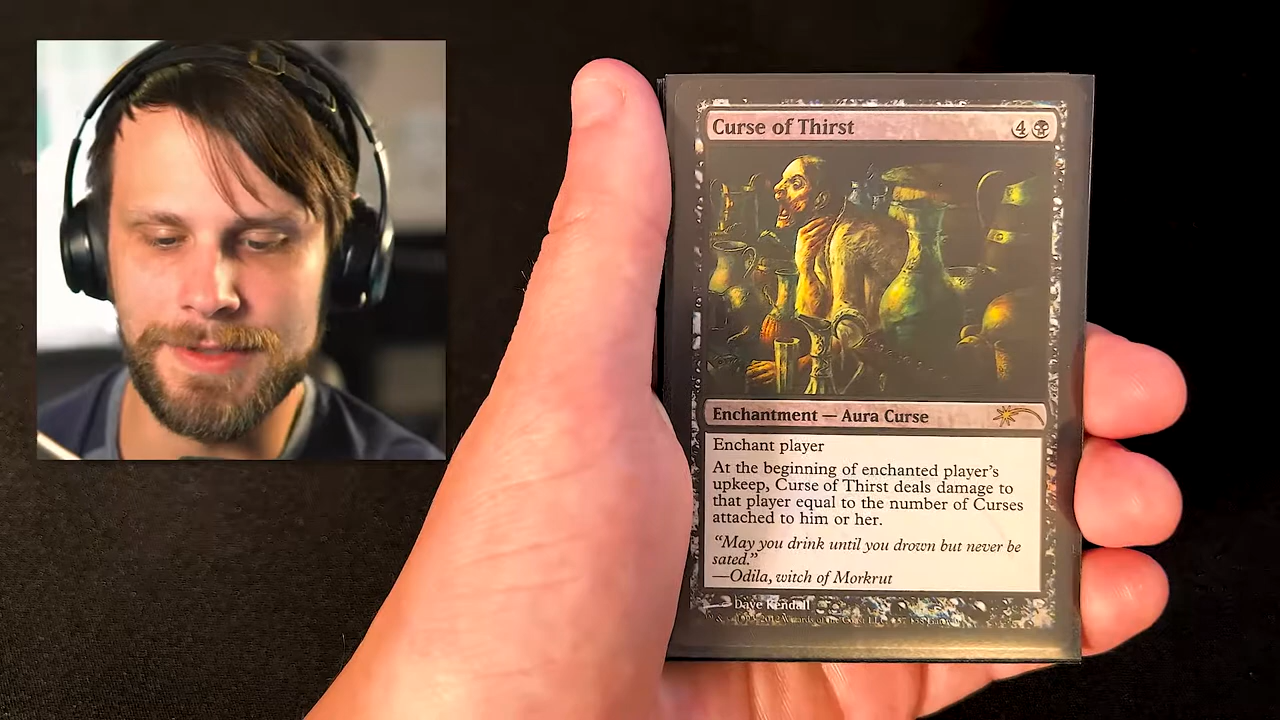 Curse of Thirst 4
Enchantment — Aura Curse
Enchant player
At the beginning of enchanted player's
upkeep, Curse of Thirst deals damage to
that player equal to the number of Curses
attached to him or her.
“May you drink until you drown but never be
sated.”
—Odila, witch of Morkrut
Dave Kendall